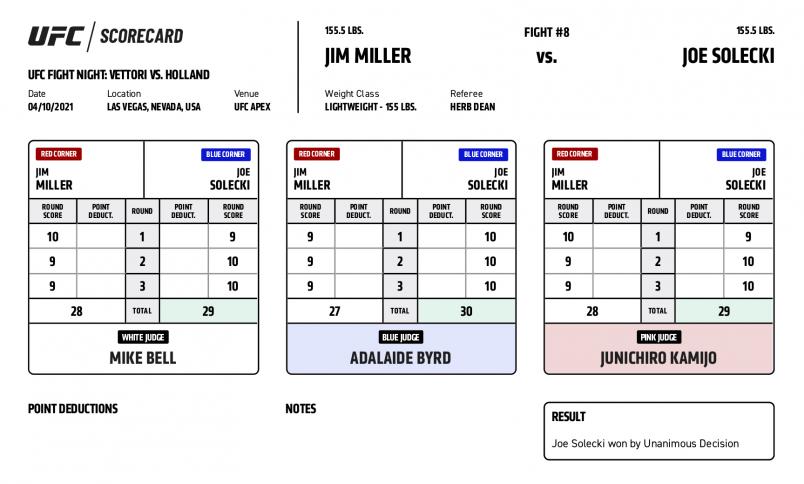 UFC / SCORECARD
UFC FIGHT NIGHT: VETTORI VS. HOLLAND
Date Location Venue
04/10/2021 LAS VEGAS, NEVADA, USA UFC APEX
155.5 LBS. FIGHT #8 155.5 LBS.
JIM MILLER vs. JOE SOLECKI
Weight Class Referee
LIGHTWEIGHT - 155 LBS. HERB DEAN
RED CORNER BLUE CORNER
JIM JOE
MILLER SOLECKI
ROUND POINT ROUND POINT ROUND
SCORE DEDUCT. DEDUCT. SCORE
10 1 9
9 2 10
9 3 10
28 TOTAL 29
WHITE JUDGE
MIKE BELL
RED CORNER BLUE CORNER
JIM JOE
MILLER SOLECKI
ROUND POINT ROUND POINT ROUND
SCORE DEDUCT. DEDUCT. SCORE
9 1 10
9 2 10
9 3 10
27 TOTAL 30
BLUE JUDGE
ADALAIDE BYRD
RED CORNER BLUE CORNER
JIM JOE
MILLER SOLECKI
ROUND POINT ROUND POINT ROUND
SCORE DEDUCT. DEDUCT. SCORE
10 1 9
9 2 10
9 3 10
28 TOTAL 29
PINK JUDGE
JUNICHIRO KAMIJO
POINT DEDUCTIONS
NOTES
RESULT
Joe Solecki won by Unanimous Decision